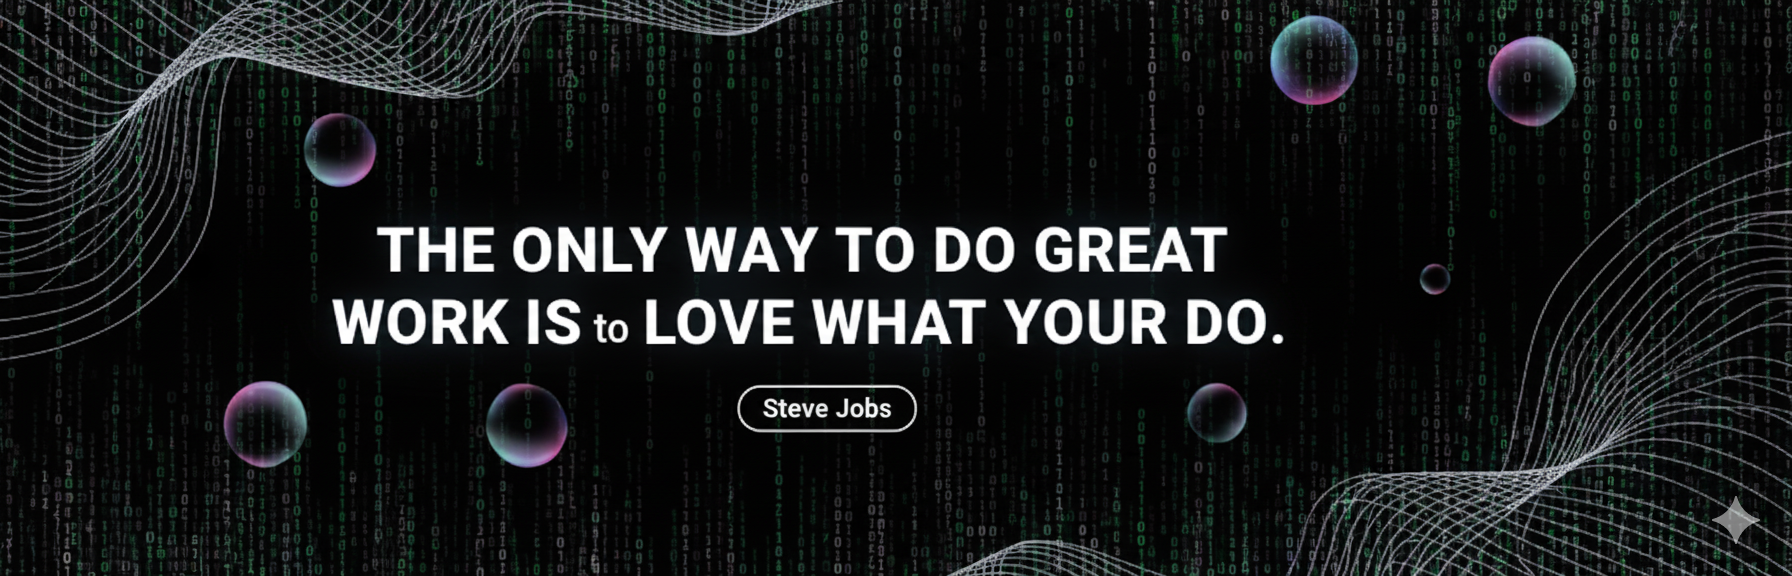 THE ONLY WAY TO DO GREAT
WORK IS to LOVE WHAT YOUR DO.
Steve Jobs